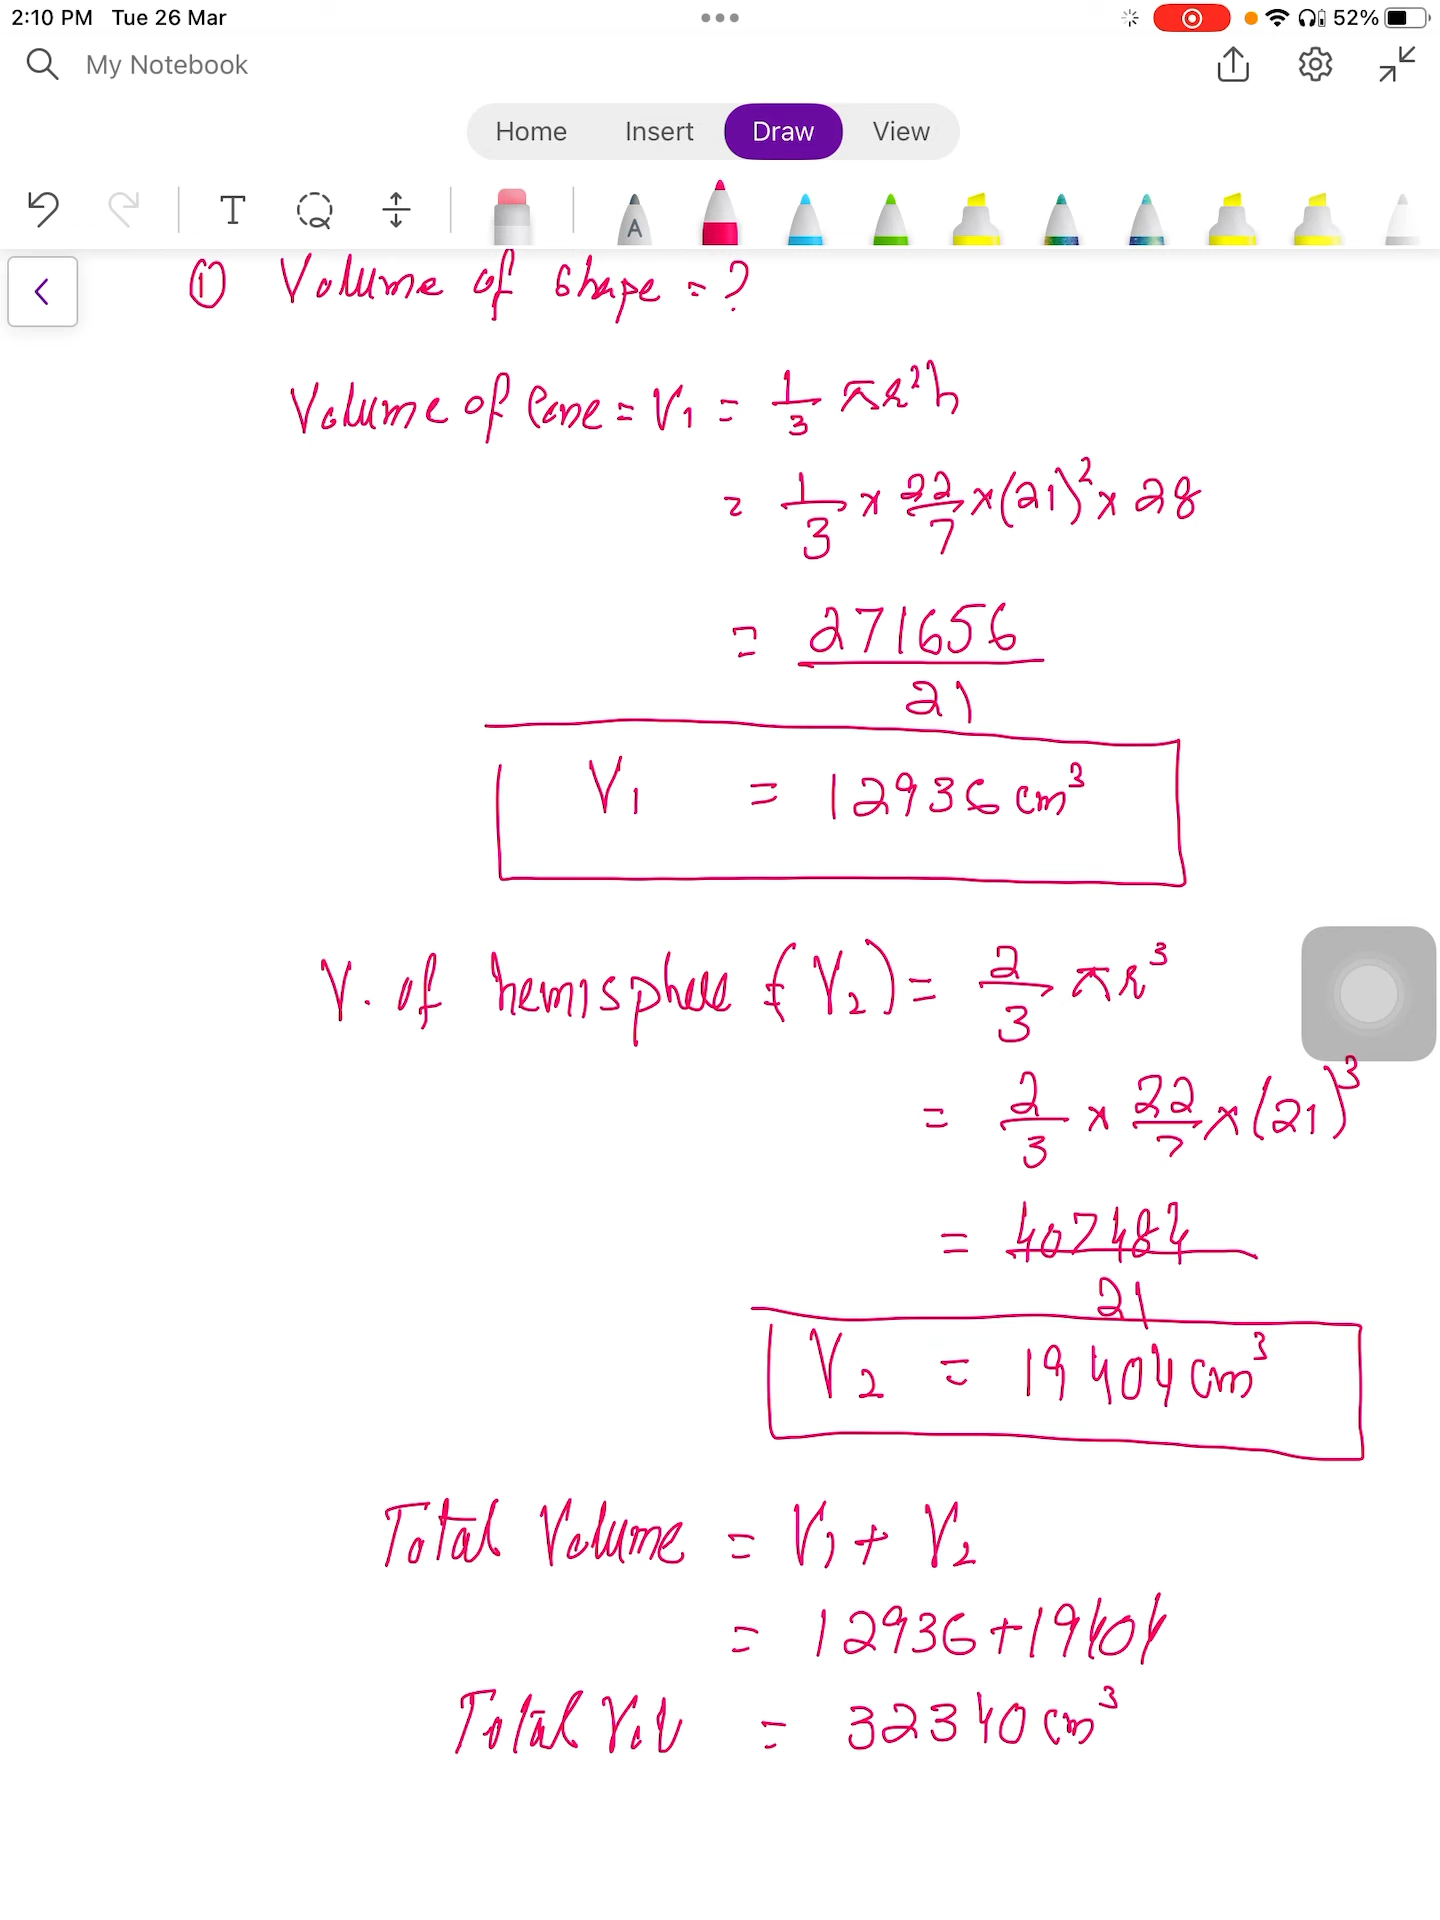 2:10 PM Tue 26 Mar 52%
My Notebook
Home Insert Draw View
T A
① Volume of shape = ?
Volume of Cone = V₁ = 1/3 πr²h
= 1/3 × 22/7 × (21)² × 28
= 271656/21
V₁ = 12936 cm³
V. of hemisphere (V₂) = 2/3 πr³
= 2/3 × 22/7 × (21)³
= 407484/21
V₂ = 19404 cm³
Total Volume = V₁ + V₂
= 12936 + 19404
Total Vol = 32340 cm³